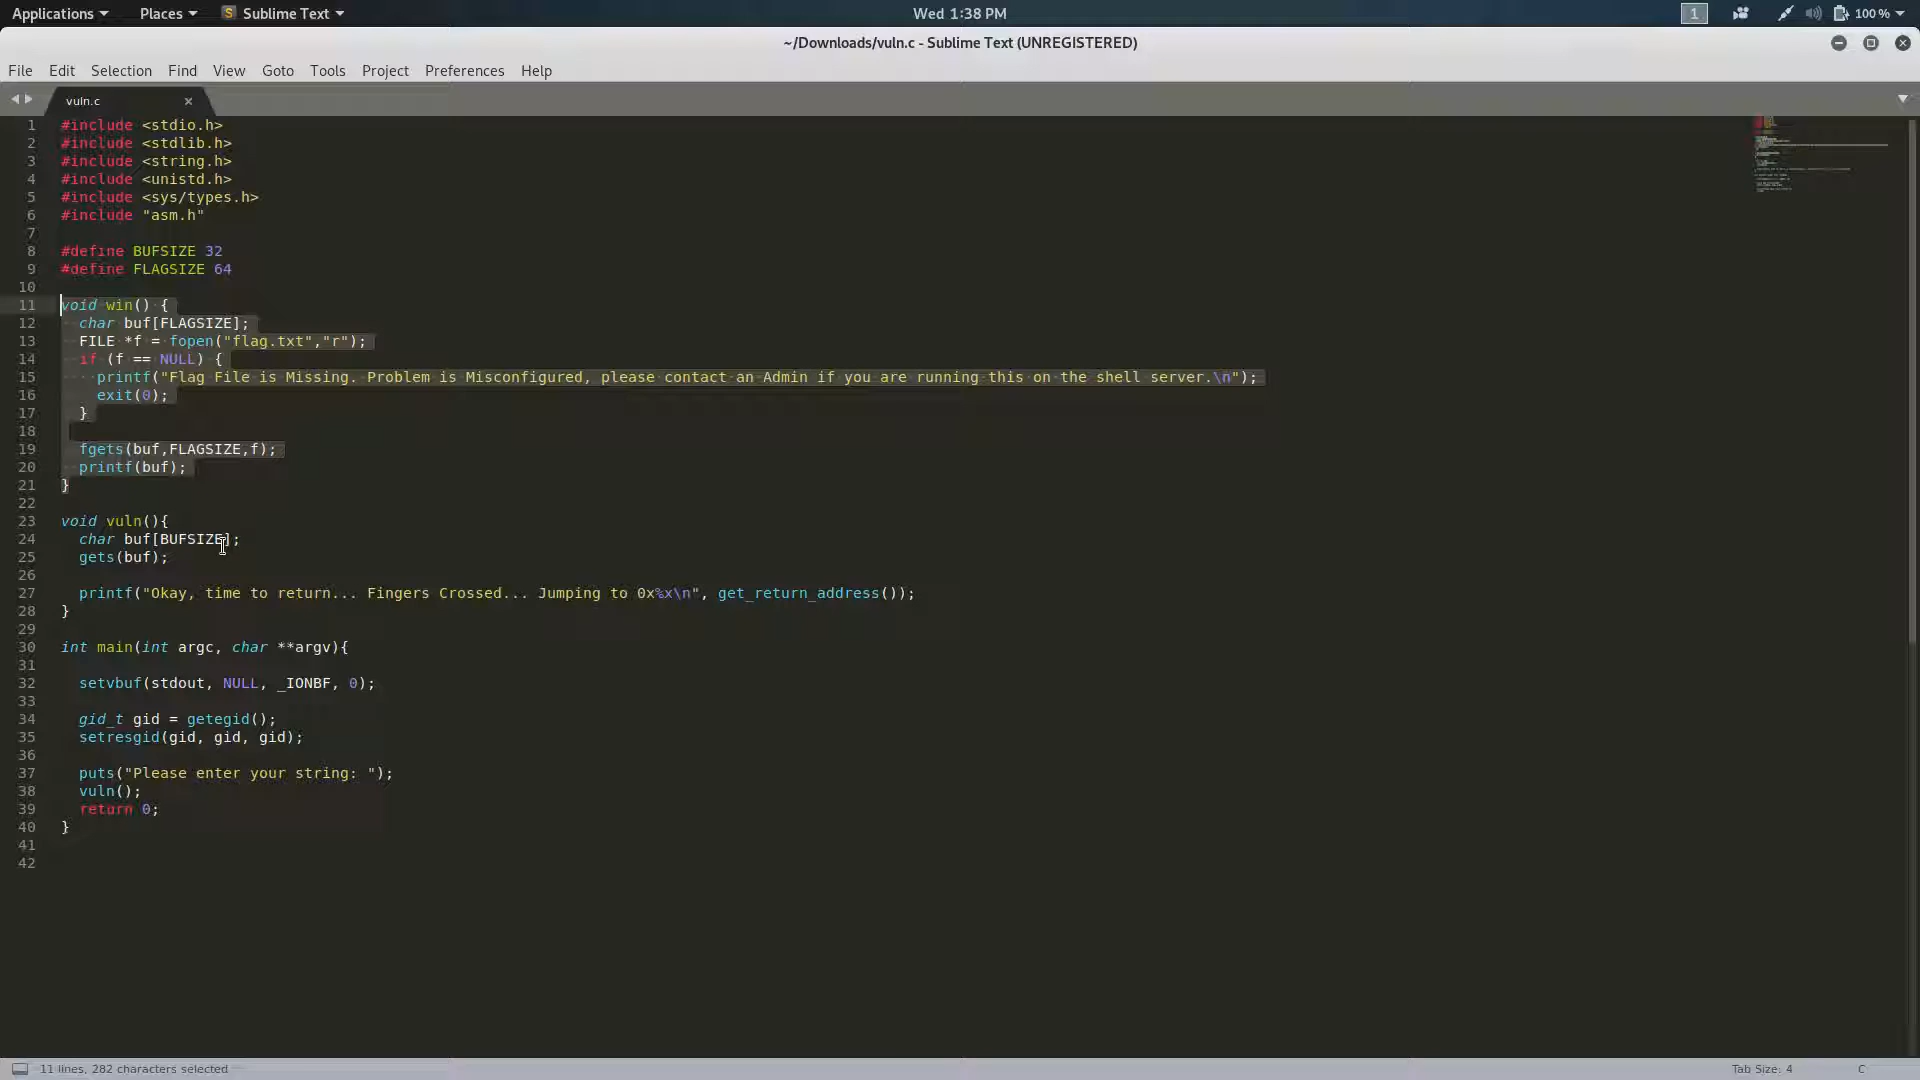 Applications Places Sublime Text Wed 1:38 PM 1 100 %
~/Downloads/vuln.c - Sublime Text (UNREGISTERED)
File Edit Selection Find View Goto Tools Project Preferences Help
vuln.c
1 #include <stdio.h>
2 #include <stdlib.h>
3 #include <string.h>
4 #include <unistd.h>
5 #include <sys/types.h>
6 #include "asm.h"
7
8 #define BUFSIZE 32
9 #define FLAGSIZE 64
10
11 void win() {
12 char buf[FLAGSIZE];
13 FILE *f = fopen("flag.txt","r");
14 if (f == NULL) {
15 printf("Flag File is Missing. Problem is Misconfigured, please contact an Admin if you are running this on the shell server.\n");
16 exit(0);
17 }
18
19 fgets(buf,FLAGSIZE,f);
20 printf(buf);
21 }
22
23 void vuln(){
24 char buf[BUFSIZE];
25 gets(buf);
26
27 printf("Okay, time to return... Fingers Crossed... Jumping to 0x%x\n", get_return_address());
28 }
29
30 int main(int argc, char **argv){
31
32 setvbuf(stdout, NULL, _IONBF, 0);
33
34 gid_t gid = getegid();
35 setresgid(gid, gid, gid);
36
37 puts("Please enter your string: ");
38 vuln();
39 return 0;
40 }
41
42
11 lines, 282 characters selected Tab Size: 4 C